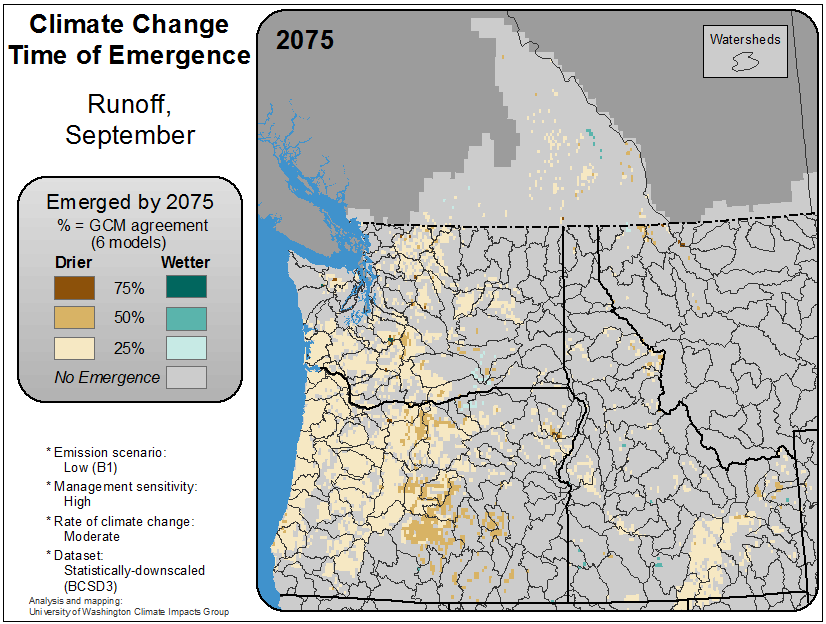 Climate Change
Time of Emergence
Runoff,
September
Emerged by 2075
% = GCM agreement
(6 models)
Drier Wetter
75%
50%
25%
No Emergence
* Emission scenario:
Low (B1)
* Management sensitivity:
High
* Rate of climate change:
Moderate
* Dataset:
Statistically-downscaled
(BCSD3)
Analysis and mapping:
University of Washington Climate Impacts Group
2075
Watersheds